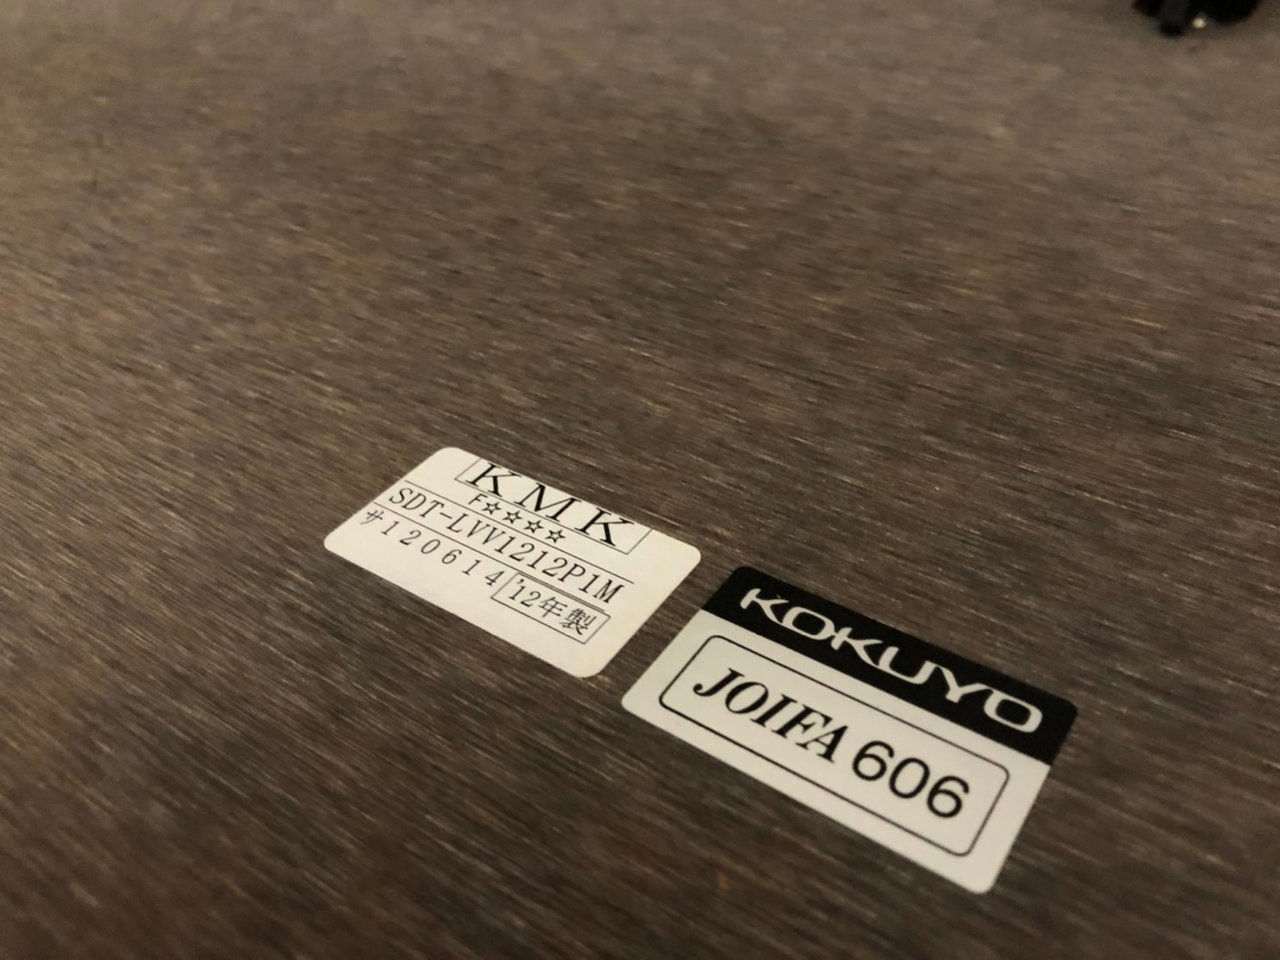 KMK
F☆☆☆☆
SDT-LVV1212P1M
サ120614 '12年製
KOKUYO
JOIFA 606